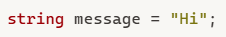 string message = "Hi";